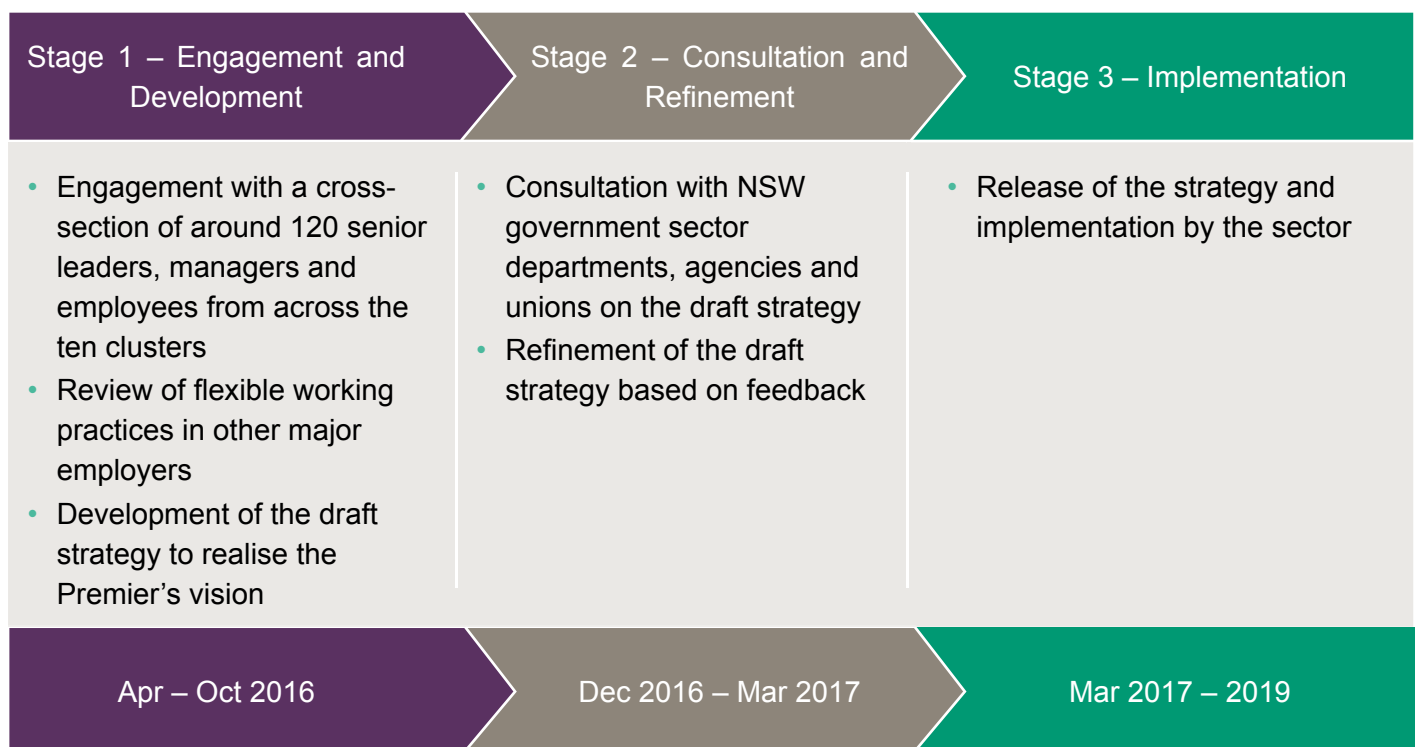 Stage 1 – Engagement and
Development
Stage 2 – Consultation and
Refinement
Stage 3 – Implementation
• Engagement with a cross-
section of around 120 senior
leaders, managers and
employees from across the
ten clusters
• Review of flexible working
practices in other major
employers
• Development of the draft
strategy to realise the
Premier’s vision
• Consultation with NSW
government sector
departments, agencies and
unions on the draft strategy
• Refinement of the draft
strategy based on feedback
• Release of the strategy and
implementation by the sector
Apr – Oct 2016
Dec 2016 – Mar 2017
Mar 2017 – 2019